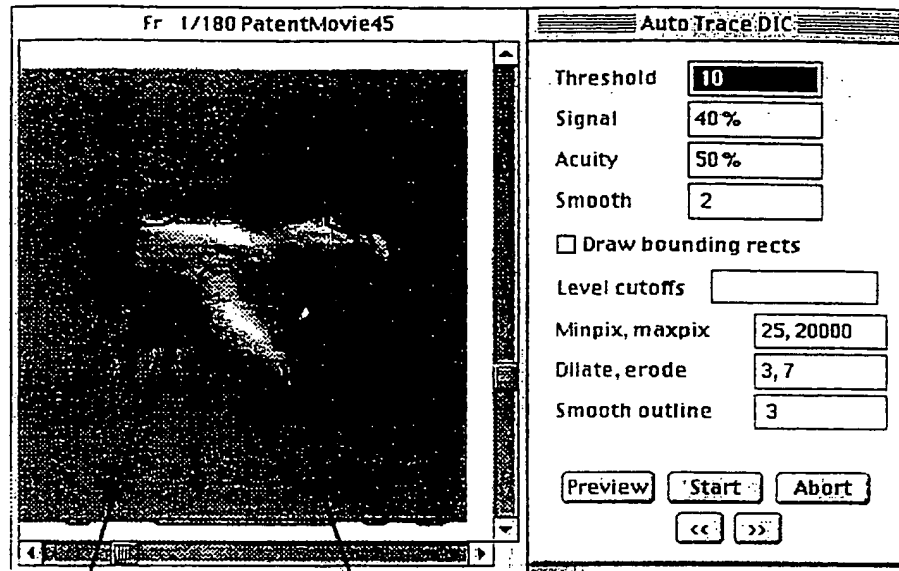 Fr 1/180 PatentMovie45
Auto Trace DIC
Threshold 10
Signal 40%
Acuity 50%
Smooth 2
Draw bounding rects
Level cutoffs
Minpix, maxpix 25, 20000
Dilate, erode 3, 7
Smooth outline 3
Preview Start Abort
<< >>